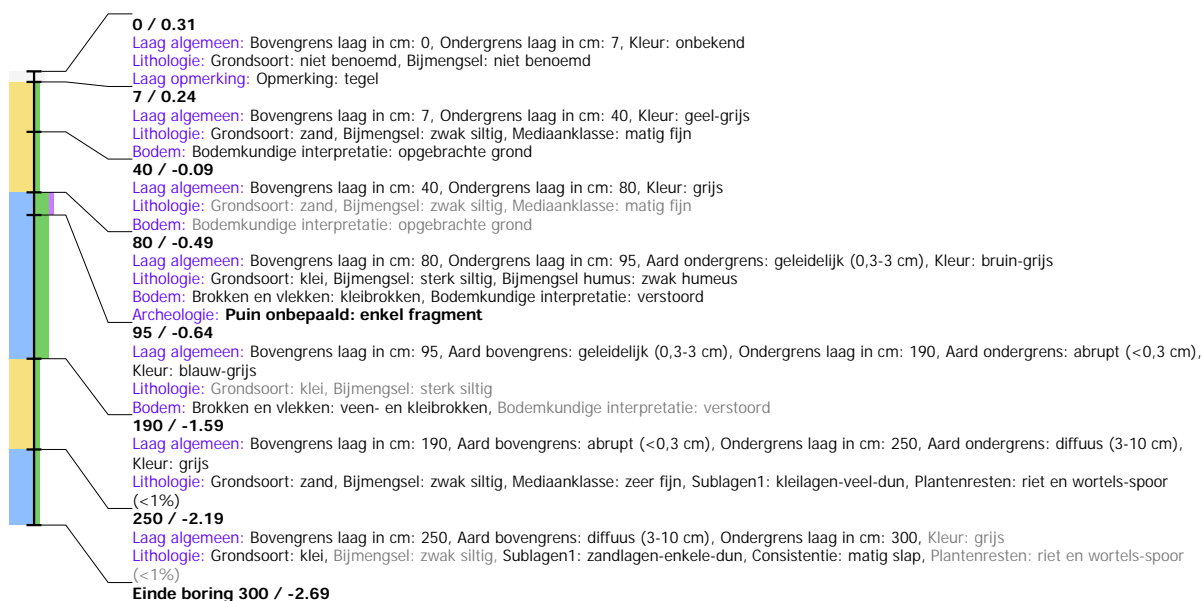 0 / 0.31
Laag algemeen: Bovengrens laag in cm: 0, Ondergrens laag in cm: 7, Kleur: onbekend
Lithologie: Grondsoort: niet benoemd, Bijmengsel: niet benoemd
Laag opmerking: Opmerking: tegel
7 / 0.24
Laag algemeen: Bovengrens laag in cm: 7, Ondergrens laag in cm: 40, Kleur: geel-grijs
Lithologie: Grondsoort: zand, Bijmengsel: zwak siltig, Mediaanklasse: matig fijn
Bodem: Bodemkundige interpretatie: opgebrachte grond
40 / -0.09
Laag algemeen: Bovengrens laag in cm: 40, Ondergrens laag in cm: 80, Kleur: grijs
Lithologie: Grondsoort: zand, Bijmengsel: zwak siltig, Mediaanklasse: matig fijn
Bodem: Bodemkundige interpretatie: opgebrachte grond
80 / -0.49
Laag algemeen: Bovengrens laag in cm: 80, Ondergrens laag in cm: 95, Aard ondergrens: geleidelijk (0,3-3 cm), Kleur: bruin-grijs
Lithologie: Grondsoort: klei, Bijmengsel: sterk siltig, Bijmengsel humus: zwak humeus
Bodem: Brokken en vlekken: kleibrokken, Bodemkundige interpretatie: verstoord
Archeologie: Puin onbepaald: enkel fragment
95 / -0.64
Laag algemeen: Bovengrens laag in cm: 95, Aard bovengrens: geleidelijk (0,3-3 cm), Ondergrens laag in cm: 190, Aard ondergrens: abrupt (<0,3 cm),
Kleur: blauw-grijs
Lithologie: Grondsoort: klei, Bijmengsel: sterk siltig
Bodem: Brokken en vlekken: veen- en kleibrokken, Bodemkundige interpretatie: verstoord
190 / -1.59
Laag algemeen: Bovengrens laag in cm: 190, Aard bovengrens: abrupt (<0,3 cm), Ondergrens laag in cm: 250, Aard ondergrens: diffuus (3-10 cm),
Kleur: grijs
Lithologie: Grondsoort: zand, Bijmengsel: zwak siltig, Mediaanklasse: zeer fijn, Sublagen1: kleilagen-veel-dun, Plantenresten: riet en wortels-spoor
(<1%)
250 / -2.19
Laag algemeen: Bovengrens laag in cm: 250, Aard bovengrens: diffuus (3-10 cm), Ondergrens laag in cm: 300, Kleur: grijs
Lithologie: Grondsoort: klei, Bijmengsel: zwak siltig, Sublagen1: zandlagen-enkele-dun, Consistentie: matig slap, Plantenresten: riet en wortels-spoor
(<1%)
Einde boring 300 / -2.69